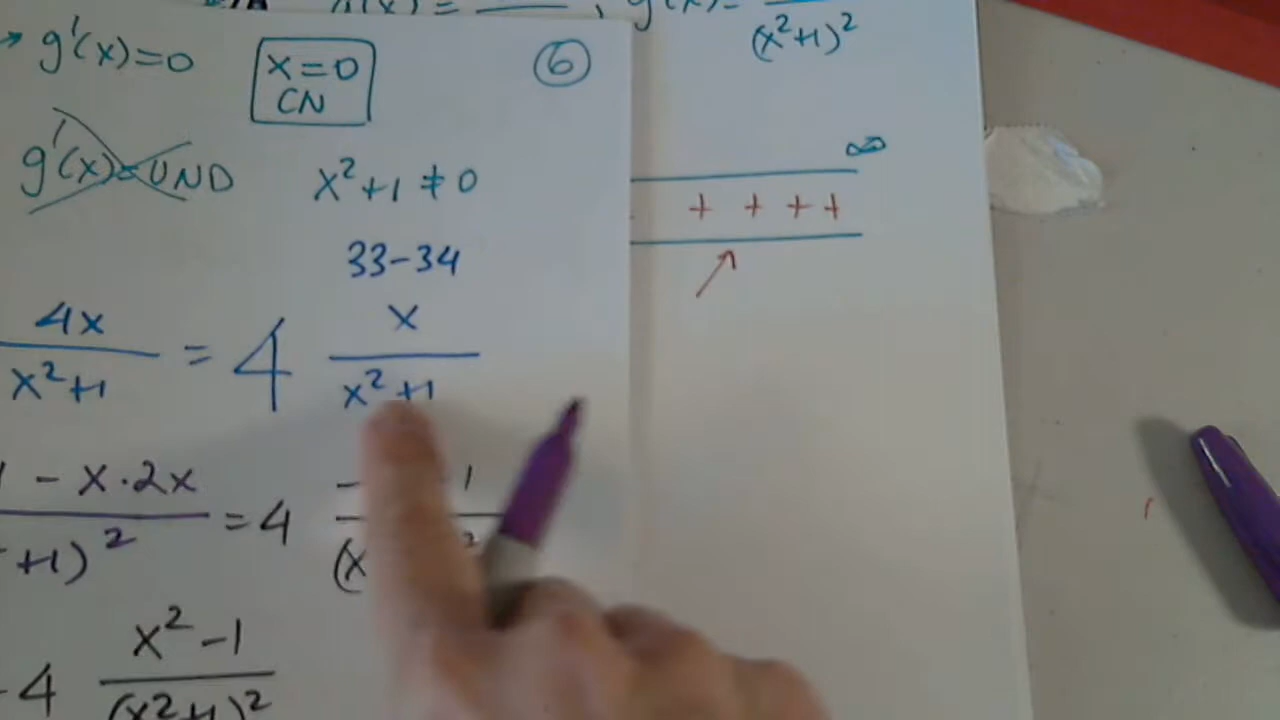 (x²+1)²
→ g'(x)=0
x=0
CN
6
g'(x)=UND
x²+1≠0
∞
+ + + +
33-34
4x/x²+1 = 4 x/x²+1
- x·2x/+1)² = 4
-4 x²-1/(x²+1)²